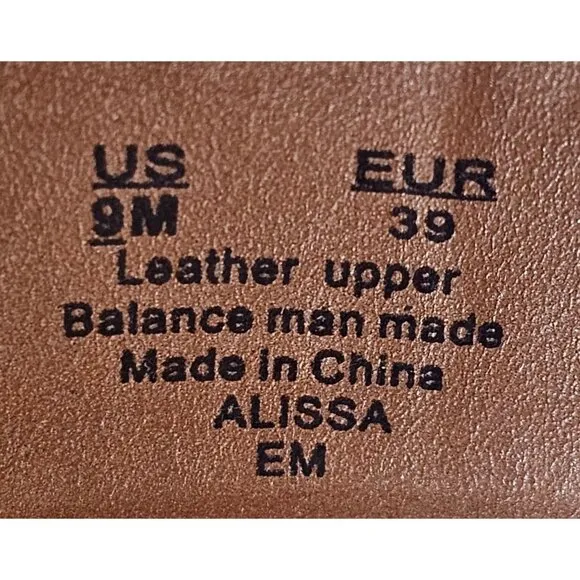 US EUR
9M 39
Leather upper
Balance man made
Made in China
ALISSA
EM